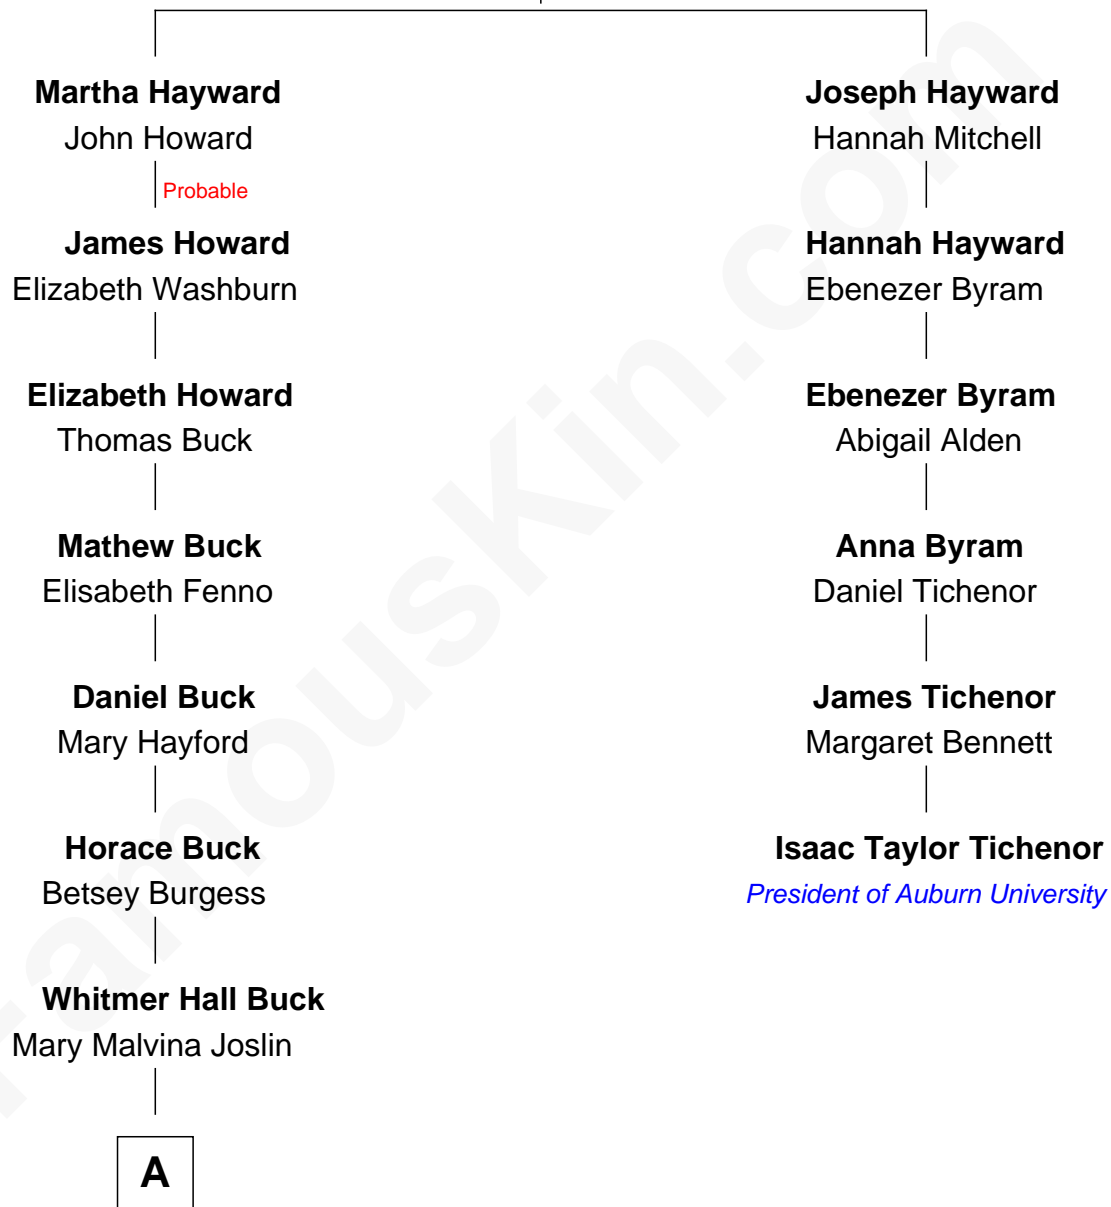 Martha Hayward
John Howard
Probable
James Howard
Elizabeth Washburn
Elizabeth Howard
Thomas Buck
Mathew Buck
Elisabeth Fenno
Daniel Buck
Mary Hayford
Horace Buck
Betsey Burgess
Whitmer Hall Buck
Mary Malvina Joslin
A
Joseph Hayward
Hannah Mitchell
Hannah Hayward
Ebenezer Byram
Ebenezer Byram
Abigail Alden
Anna Byram
Daniel Tichenor
James Tichenor
Margaret Bennett
Isaac Taylor Tichenor
President of Auburn University
FamousKin.com